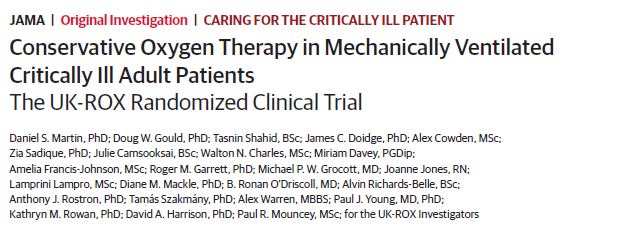 JAMA | Original Investigation | CARING FOR THE CRITICALLY ILL PATIENT
Conservative Oxygen Therapy in Mechanically Ventilated
Critically Ill Adult Patients
The UK-ROX Randomized Clinical Trial
Daniel S. Martin, PhD; Doug W. Gould, PhD; Tasnin Shahid, BSc; James C. Doidge, PhD; Alex Cowden, MSc;
Zia Sadique, PhD; Julie Camsooksai, BSc; Walton N. Charles, MSc; Miriam Davey, PGDip;
Amelia Francis-Johnson, MSc; Roger M. Garrett, PhD; Michael P. W. Grocott, MD; Joanne Jones, RN;
Lamprini Lampro, MSc; Diane M. Mackle, PhD; B. Ronan O'Driscoll, MD; Alvin Richards-Belle, BSc;
Anthony J. Rostron, PhD; Tamás Szakmány, PhD; Alex Warren, MBBS; Paul J. Young, MD, PhD;
Kathryn M. Rowan, PhD; David A. Harrison, PhD; Paul R. Mouncey, MSc; for the UK-ROX Investigators